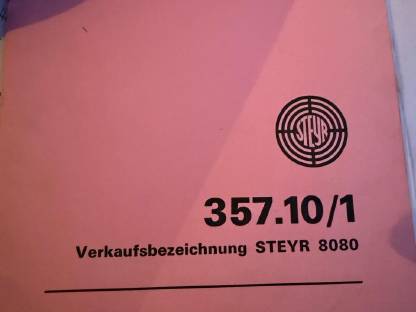 STEYR
357.10/1
Verkaufsbezeichnung STEYR 8080